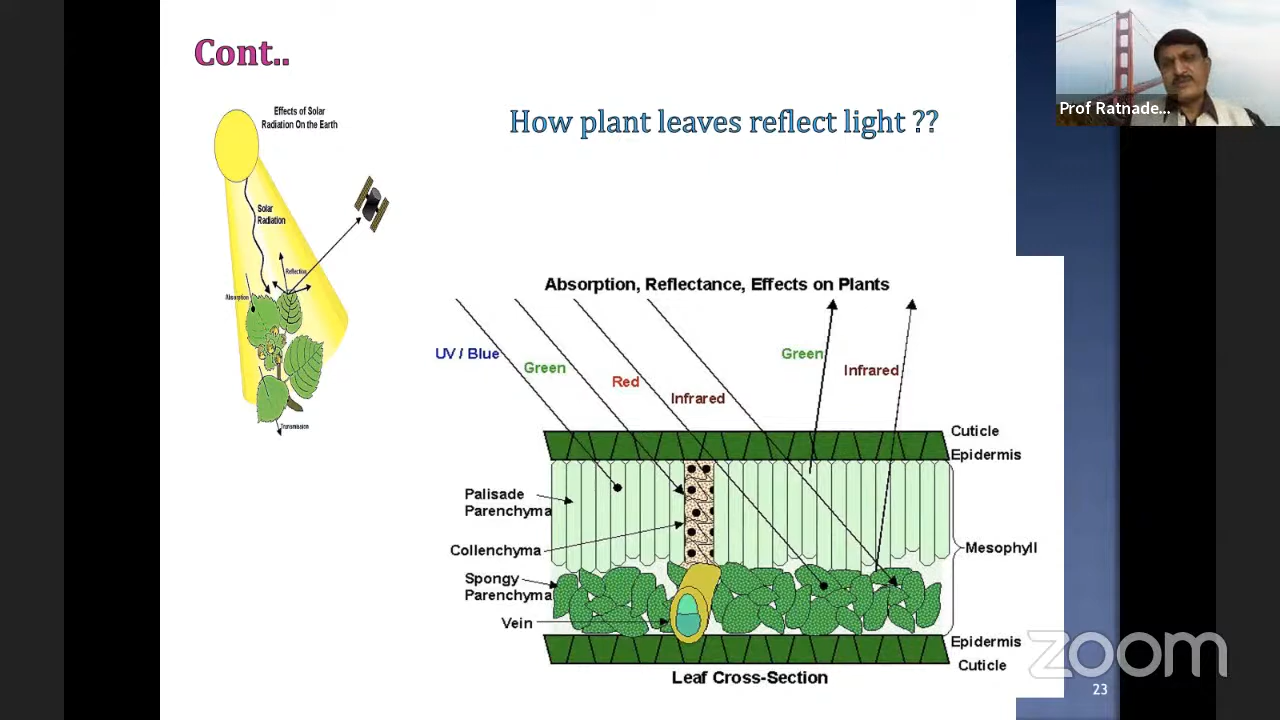 Cont..
Effects of Solar
Radiation On the Earth
How plant leaves reflect light ??
Prof Ratnade...
Solar
Radiation
Reflection
Absorption
Transmission
Absorption, Reflectance, Effects on Plants
UV / Blue
Green
Red
Infrared
Green
Infrared
Cuticle
Epidermis
Palisade
Parenchyma
Collenchyma
Mesophyll
Spongy
Parenchyma
Vein
Epidermis
Cuticle
Leaf Cross-Section
zoom
23